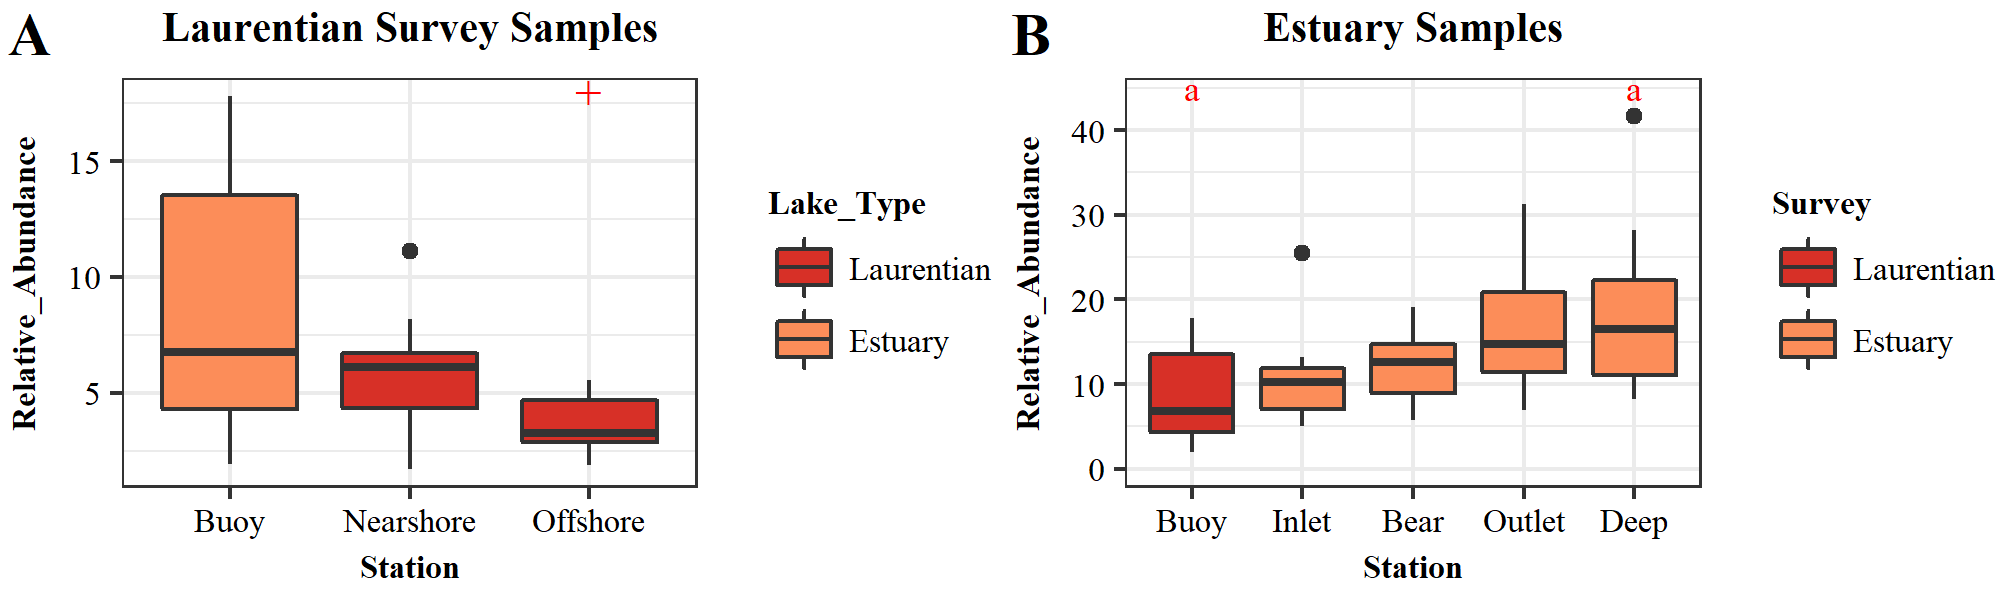 A
Laurentian Survey Samples
+
15
10
5
Relative_Abundance
Buoy
Nearshore
Offshore
Station
Lake_Type
Laurentian
Estuary
B
Estuary Samples
a
a
40
30
20
10
0
Relative_Abundance
Buoy
Inlet
Bear
Outlet
Deep
Station
Survey
Laurentian
Estuary